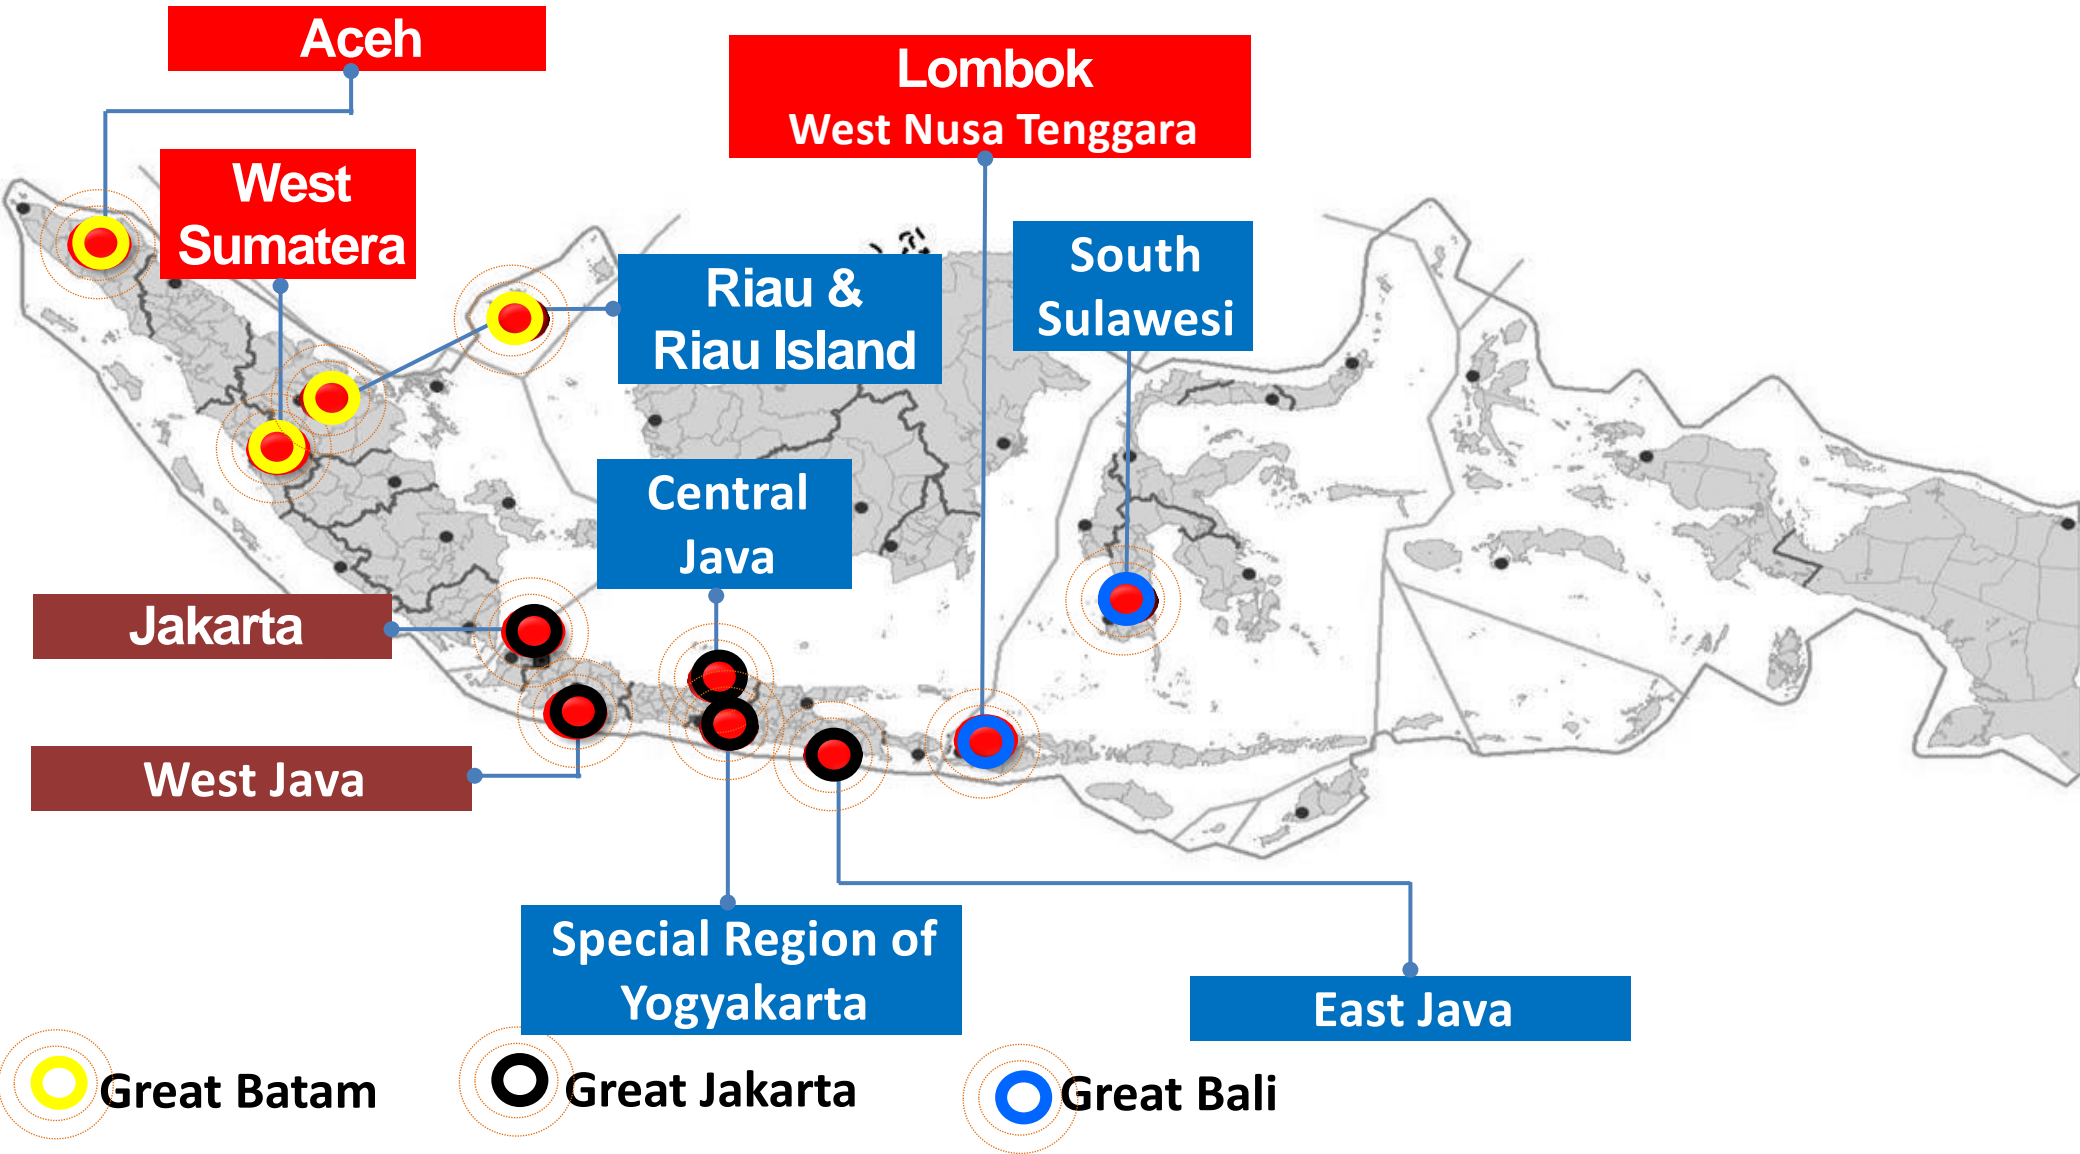 Aceh
Lombok
West Nusa Tenggara
West
Sumatera
South
Sulawesi
Riau &
Riau Island
Central
Java
Jakarta
West Java
Special Region of
Yogyakarta
East Java
Great Batam
Great Jakarta
Great Bali